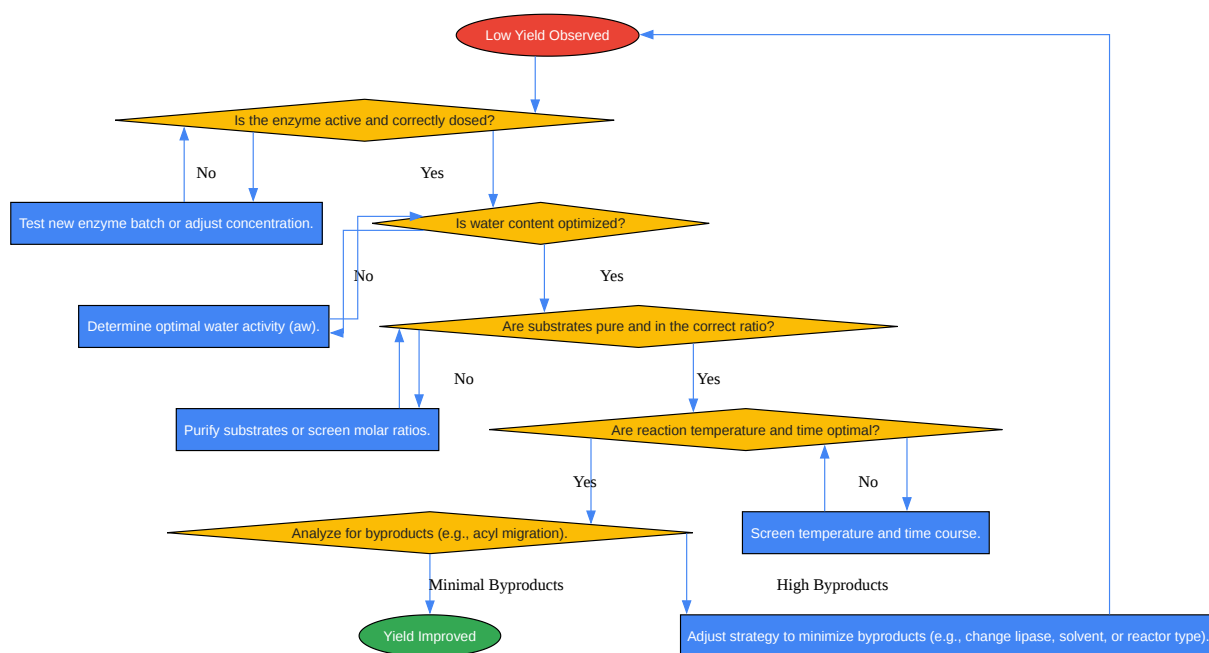 Low Yield Observed
Is the enzyme active and correctly dosed?
No
Yes
Test new enzyme batch or adjust concentration.
Is water content optimized?
No
Yes
Determine optimal water activity (aw).
Are substrates pure and in the correct ratio?
No
Yes
Purify substrates or screen molar ratios.
Are reaction temperature and time optimal?
Yes
No
Analyze for byproducts (e.g., acyl migration).
Screen temperature and time course.
Minimal Byproducts
High Byproducts
Yield Improved
Adjust strategy to minimize byproducts (e.g., change lipase, solvent, or reactor type).